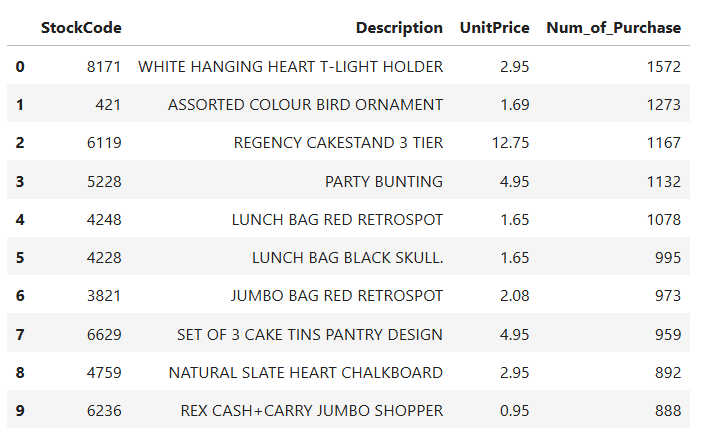 StockCode Description UnitPrice Num_of_Purchase
0 8171 WHITE HANGING HEART T-LIGHT HOLDER 2.95 1572
1 421 ASSORTED COLOUR BIRD ORNAMENT 1.69 1273
2 6119 REGENCY CAKESTAND 3 TIER 12.75 1167
3 5228 PARTY BUNTING 4.95 1132
4 4248 LUNCH BAG RED RETROSPOT 1.65 1078
5 4228 LUNCH BAG BLACK SKULL. 1.65 995
6 3821 JUMBO BAG RED RETROSPOT 2.08 973
7 6629 SET OF 3 CAKE TINS PANTRY DESIGN 4.95 959
8 4759 NATURAL SLATE HEART CHALKBOARD 2.95 892
9 6236 REX CASH+CARRY JUMBO SHOPPER 0.95 888